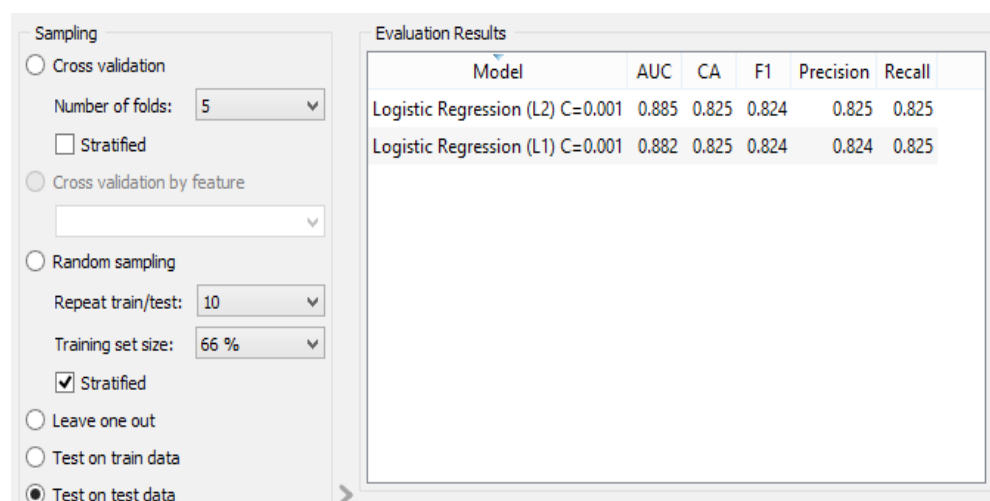 Sampling
Cross validation
Number of folds: 5
Stratified
Cross validation by feature
Random sampling
Repeat train/test: 10
Training set size: 66 %
Stratified
Leave one out
Test on train data
Test on test data
Evaluation Results
Model AUC CA F1 Precision Recall
Logistic Regression (L2) C=0.001 0.885 0.825 0.824 0.825 0.825
Logistic Regression (L1) C=0.001 0.882 0.825 0.824 0.824 0.825